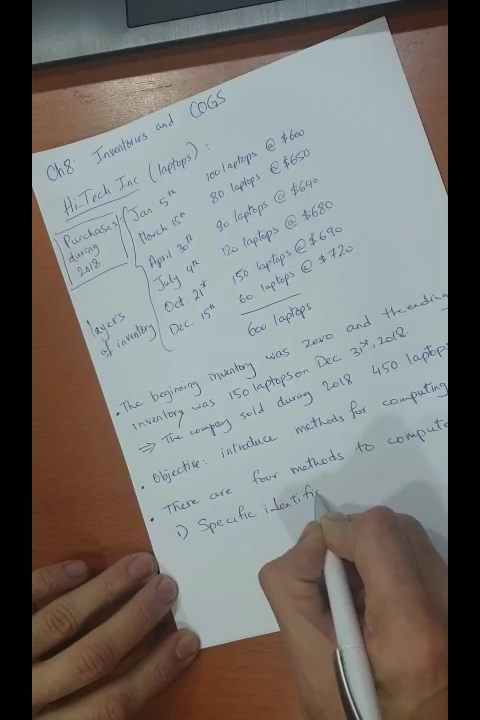 Ch8: Inventories and COGS
Hi-Tech Inc (laptops):
Purchases during 2018
Jan 5th 100 laptops @ $600
March 15th 80 laptops @ $650
April 30th 90 laptops @ $640
July 4th 120 laptops @ $680
Oct. 21st 150 laptops @ $690
Dec. 15th 60 laptops @ $720
600 laptops
layers of inventory
• The beginning inventory was zero and the ending
inventory was 150 laptops on Dec 31st, 2018.
⇒ The company sold during 2018 450 laptops
• Objective: introduce methods for computing
• There are four methods to compute
1) Specific identific